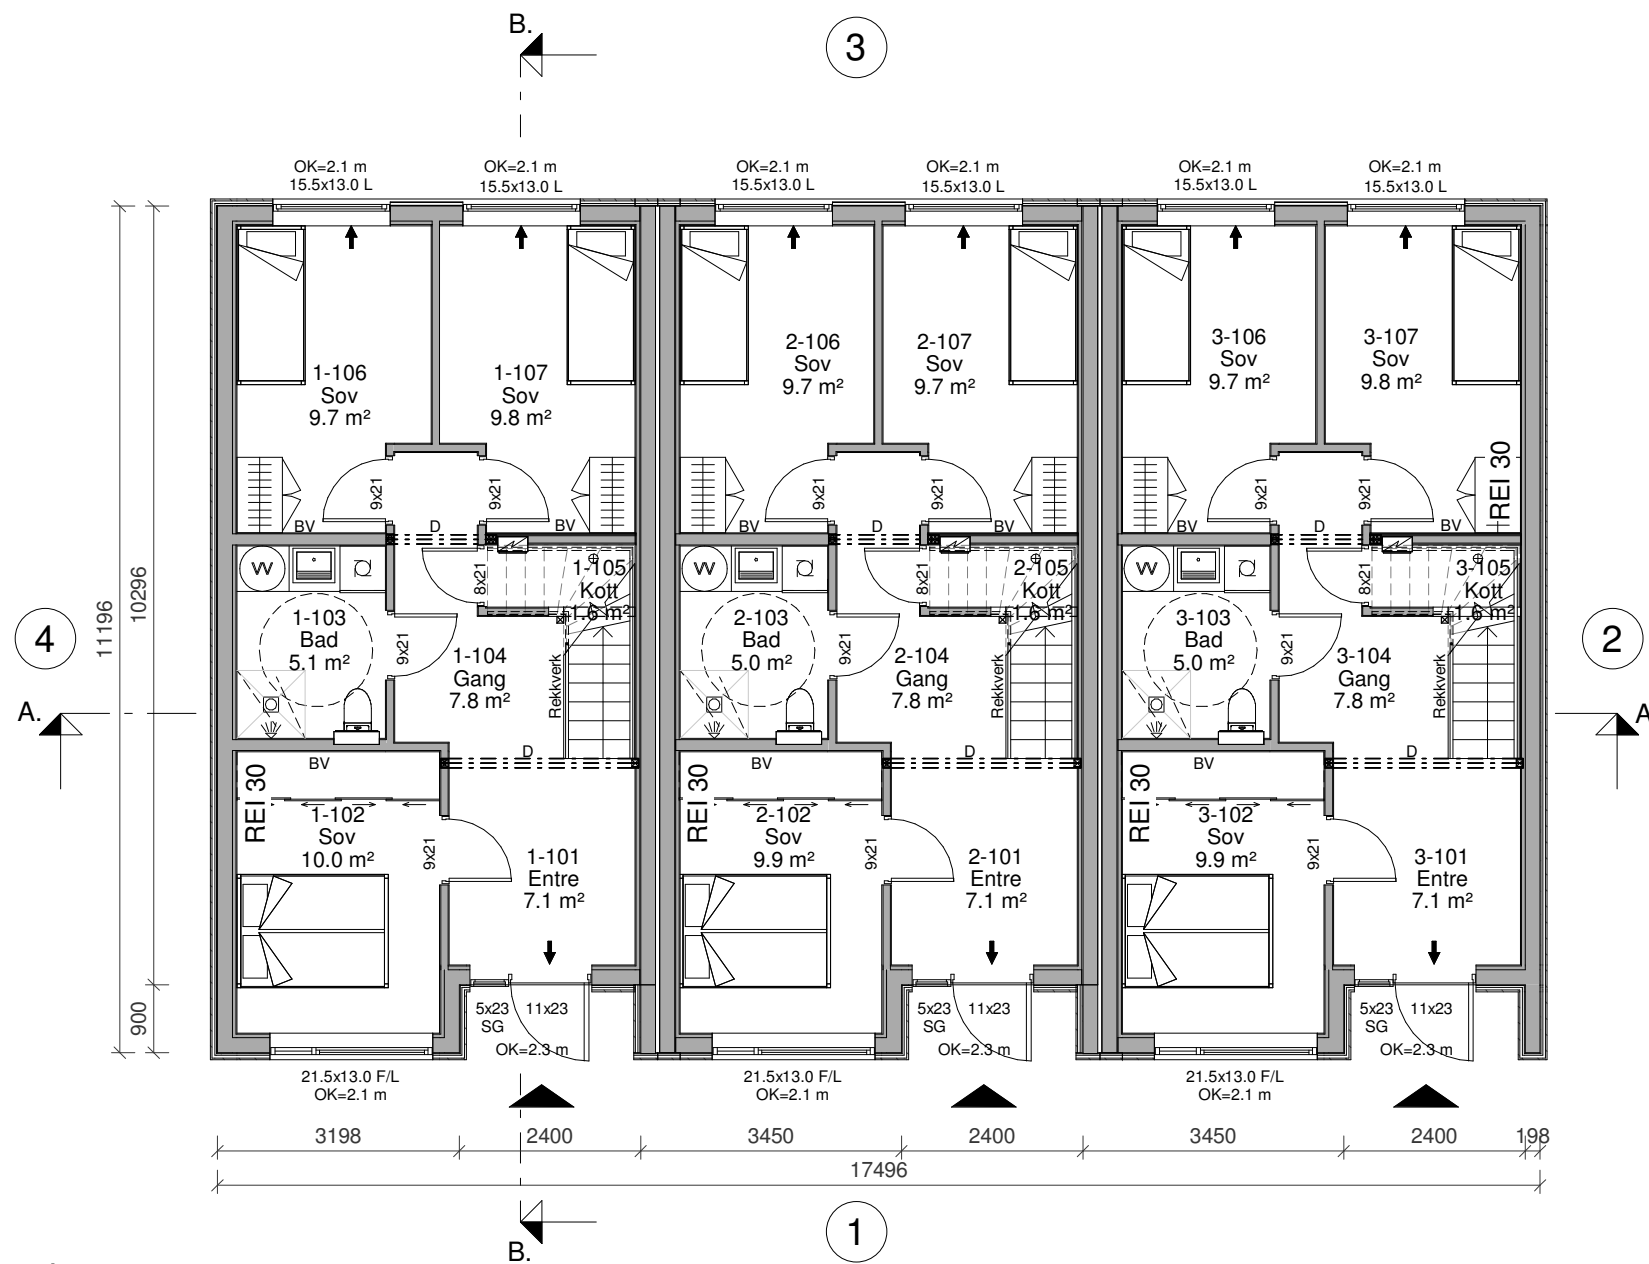 B.
3
OK=2.1 m
15.5x13.0 L
OK=2.1 m
15.5x13.0 L
OK=2.1 m
15.5x13.0 L
OK=2.1 m
15.5x13.0 L
OK=2.1 m
15.5x13.0 L
OK=2.1 m
15.5x13.0 L
1-106
Sov
9.7 m²
1-107
Sov
9.8 m²
2-106
Sov
9.7 m²
2-107
Sov
9.7 m²
3-106
Sov
9.7 m²
3-107
Sov
9.8 m²
REI 30
9x21
9x21
9x21
9x21
9x21
9x21
BV
D
BV
BV
D
BV
BV
D
BV
11196
10296
900
4
2
A.
A
W
8x21
1-105
Kott
1.6 m²
W
8x21
2-105
Kott
1.6 m²
W
8x21
3-105
Kott
1.6 m²
1-103
Bad
5.1 m²
9x21
1-104
Gang
7.8 m²
Rekkverk
2-103
Bad
5.0 m²
9x21
2-104
Gang
7.8 m²
Rekkverk
3-103
Bad
5.0 m²
9x21
3-104
Gang
7.8 m²
Rekkverk
BV
D
BV
D
BV
D
REI 30
1-102
Sov
10.0 m²
9x21
1-101
Entre
7.1 m²
REI 30
2-102
Sov
9.9 m²
9x21
2-101
Entre
7.1 m²
REI 30
3-102
Sov
9.9 m²
9x21
3-101
Entre
7.1 m²
5x23
SG
11x23
OK=2.3 m
5x23
SG
11x23
OK=2.3 m
5x23
SG
11x23
OK=2.3 m
21.5x13.0 F/L
OK=2.1 m
21.5x13.0 F/L
OK=2.1 m
21.5x13.0 F/L
OK=2.1 m
3198
2400
3450
2400
3450
2400
198
17496
1
B.